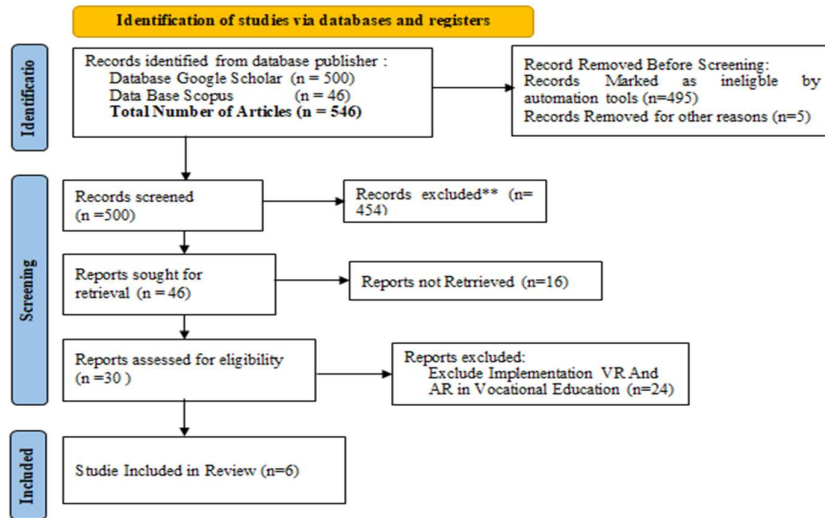 Identification of studies via databases and registers
Identificatio
Records identified from database publisher :
Database Google Scholar (n = 500)
Data Base Scopus (n = 46)
Total Number of Articles (n = 546)
Record Removed Before Screening:
Records Marked as ineligble by
automation tools (n=495)
Records Removed for other reasons (n=5)
Screening
Records screened
(n =500)
Records excluded** (n=
454)
Reports sought for
retrieval (n = 46)
Reports not Retrrieved (n=16)
Reports assessed for eligibility
(n =30 )
Reports excluded:
Exclude Implementation VR And
AR in Vocational Education (n=24)
Included
Studie Included in Review (n=6)